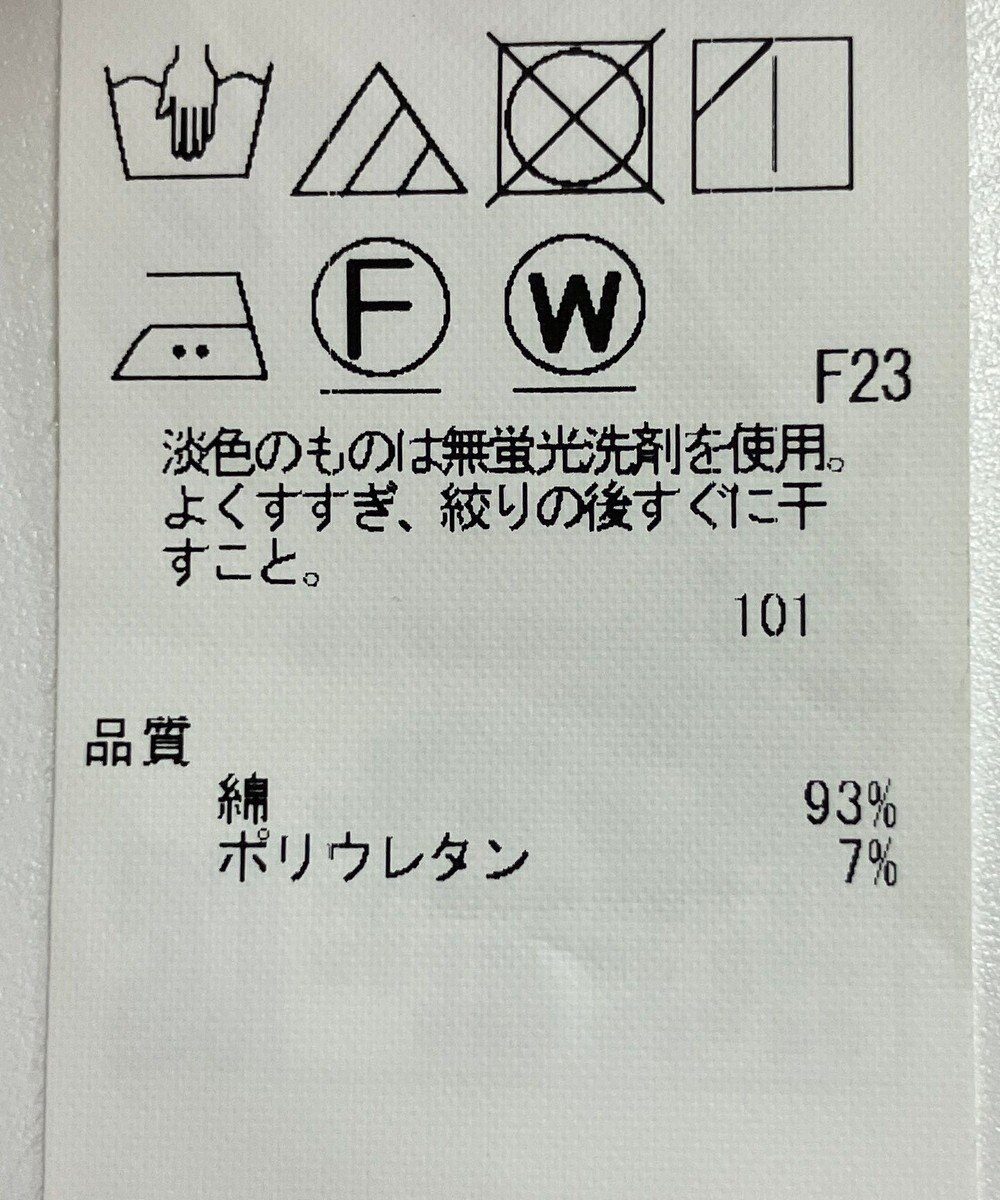 F W
F23
淡色のものは無蛍光洗剤を使用。
よくすすぎ、絞りの後すぐに干
すこと。
101
品質
綿 93%
ポリウレタン 7%